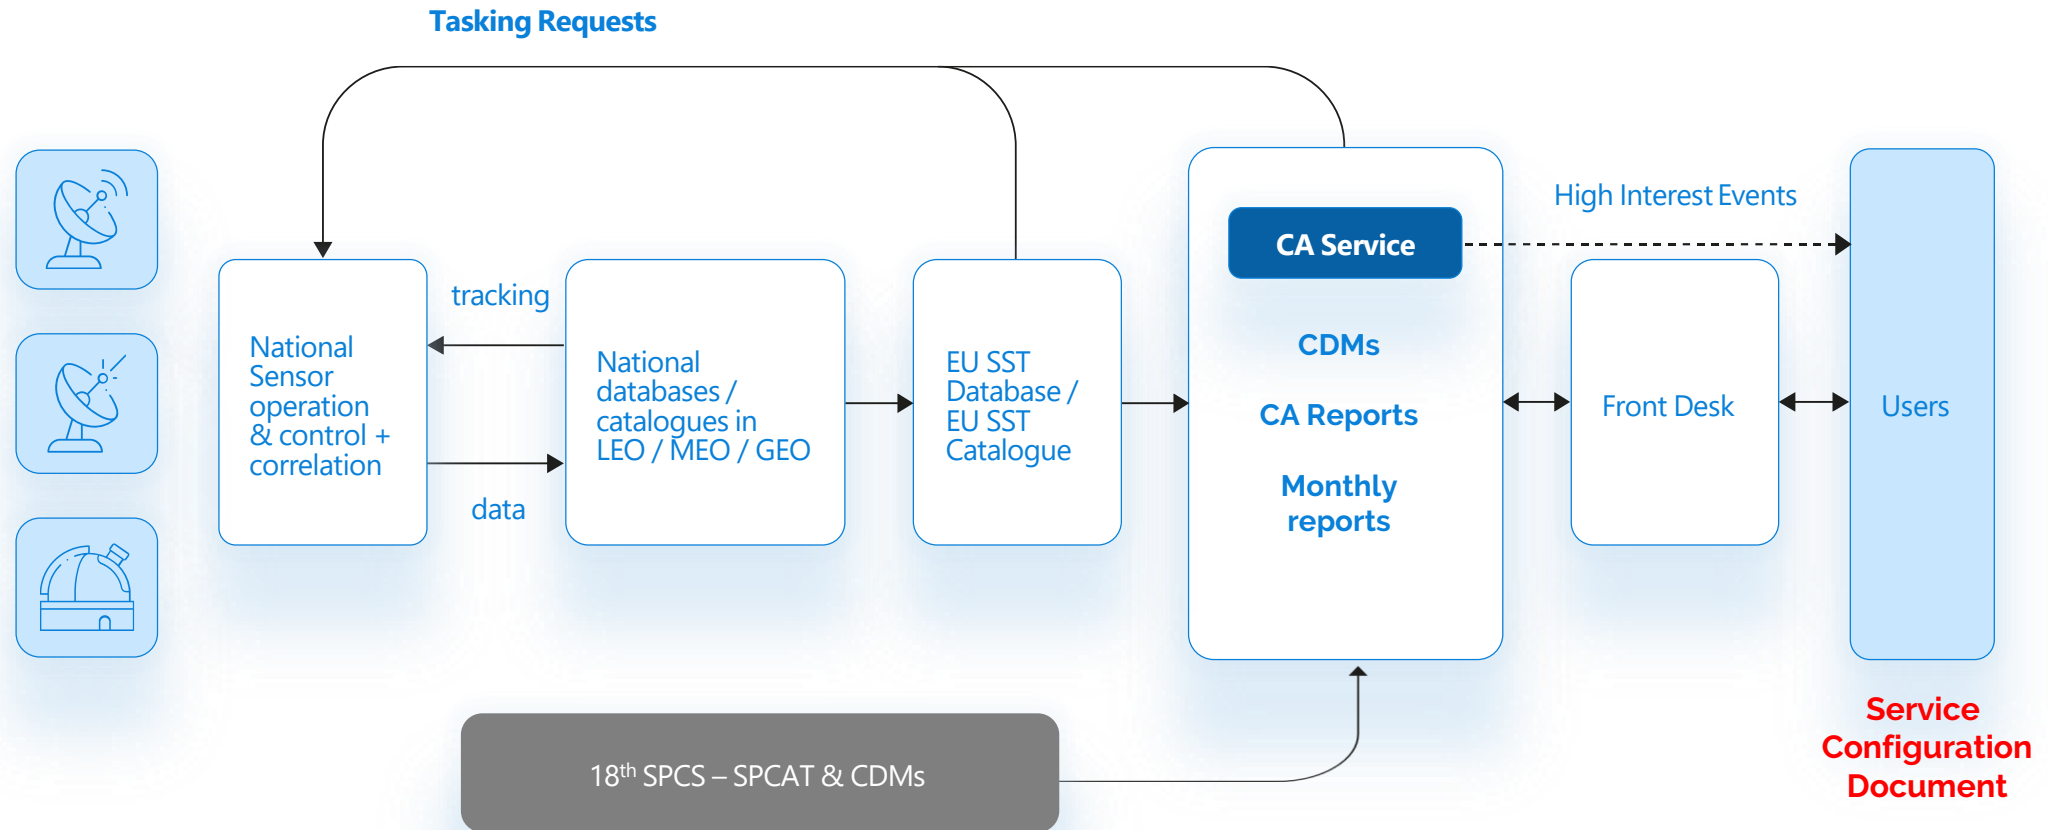 Tasking Requests
High Interest Events
CA Service
tracking
National
Sensor
operation
& control +
correlation
National
databases /
catalogues in
LEO / MEO / GEO
EU SST
Database /
EU SST
Catalogue
CDMs
CA Reports
Monthly
reports
Front Desk
Users
data
Service
Configuration
Document
18th SPCS – SPCAT & CDMs